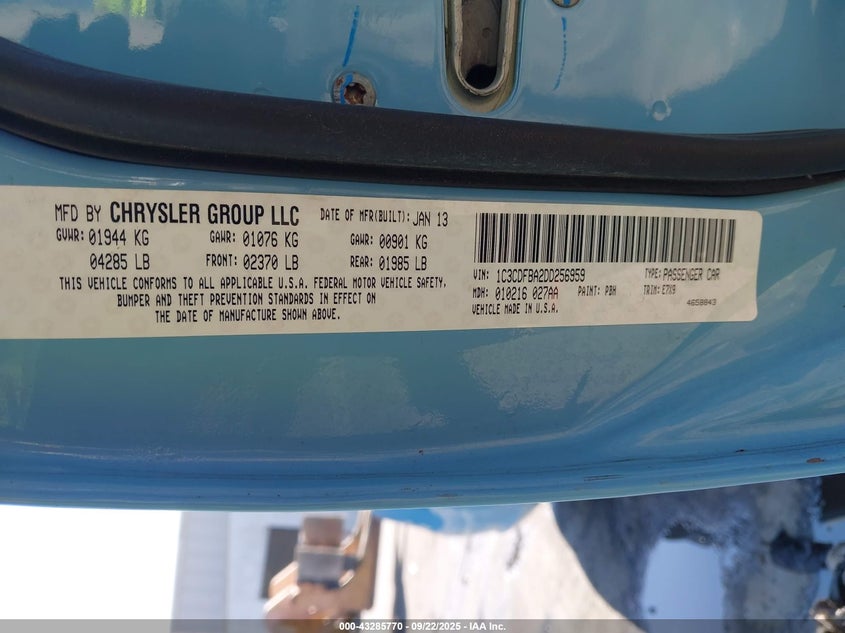 MFD BY CHRYSLER GROUP LLC DATE OF MFR(BUILT): JAN 13
GVWR: 01944 KG GAWR: 01076 KG GAWR: 00901 KG
04285 LB FRONT: 02370 LB REAR: 01985 LB
THIS VEHICLE CONFORMS TO ALL APPLICABLE U.S.A. FEDERAL MOTOR VEHICLE SAFETY,
BUMPER AND THEFT PREVENTION STANDARDS IN EFFECT ON
THE DATE OF MANUFACTURE SHOWN ABOVE.
VIN: 1C3CDFBA2DD256959 TYPE: PASSENGER CAR
MDH: 010216 027AA PAINT: PBH TRIM: E7X9
VEHICLE MADE IN U.S.A. 4658843
000-43285770 - 09/22/2025 - IAA Inc.